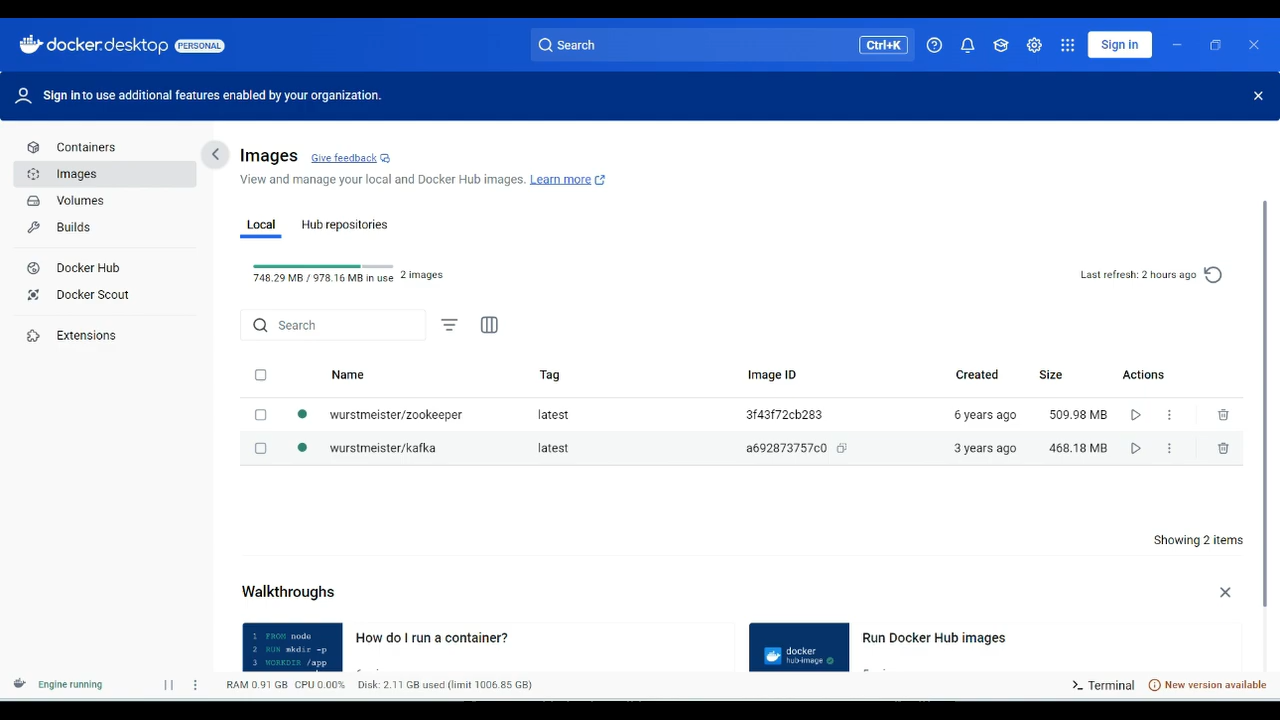 docker.desktop PERSONAL
Search
Ctrl+K
Sign in
Sign in to use additional features enabled by your organization.
Containers
Images
Volumes
Builds
Docker Hub
Docker Scout
Extensions
Images Give feedback
View and manage your local and Docker Hub images. Learn more
Local Hub repositories
748.29 MB / 978.16 MB in use 2 images
Last refresh: 2 hours ago
Search
Name Tag Image ID Created Size Actions
wurstmeister/zookeeper latest 3f43f72cb283 6 years ago 509.98 MB
wurstmeister/kafka latest a692873757c0 3 years ago 468.18 MB
Showing 2 items
Walkthroughs
1 FROM node
2 RUN mkdir -p
3 WORKDIR /app
How do I run a container?
docker
hub-image
Run Docker Hub images
Engine running
RAM 0.91 GB CPU 0.00% Disk: 2.11 GB used (limit 1006.85 GB)
Terminal
New version available